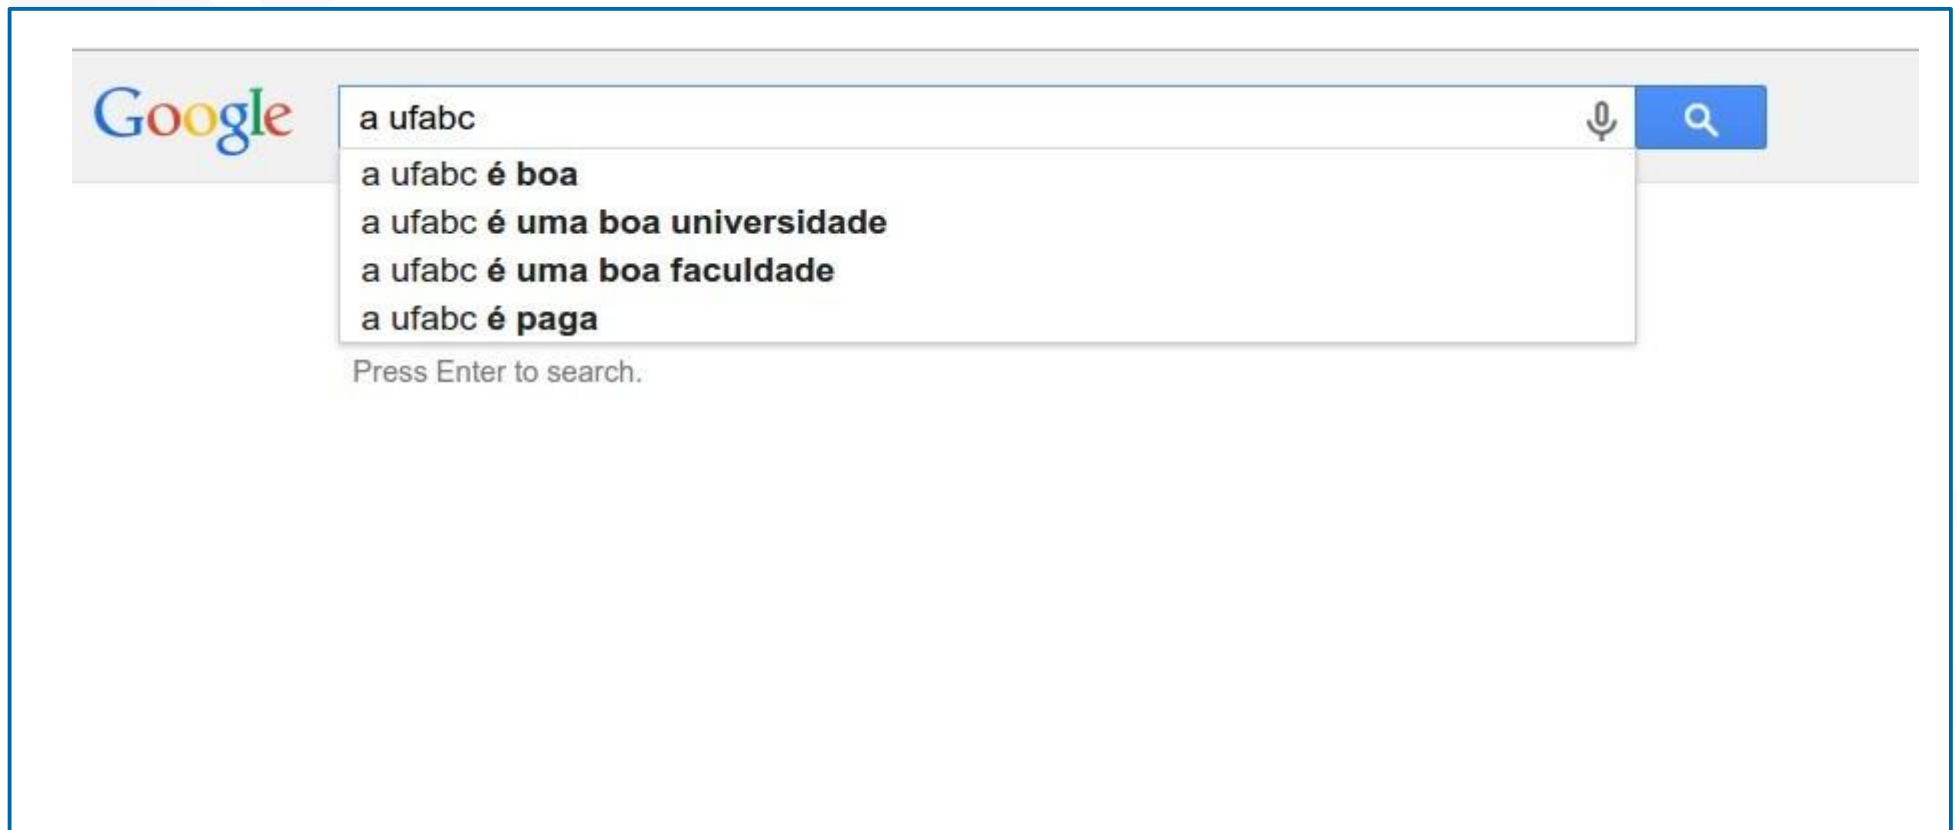 Google
a ufabc
a ufabc é boa
a ufabc é uma boa universidade
a ufabc é uma boa faculdade
a ufabc é paga
Press Enter to search.